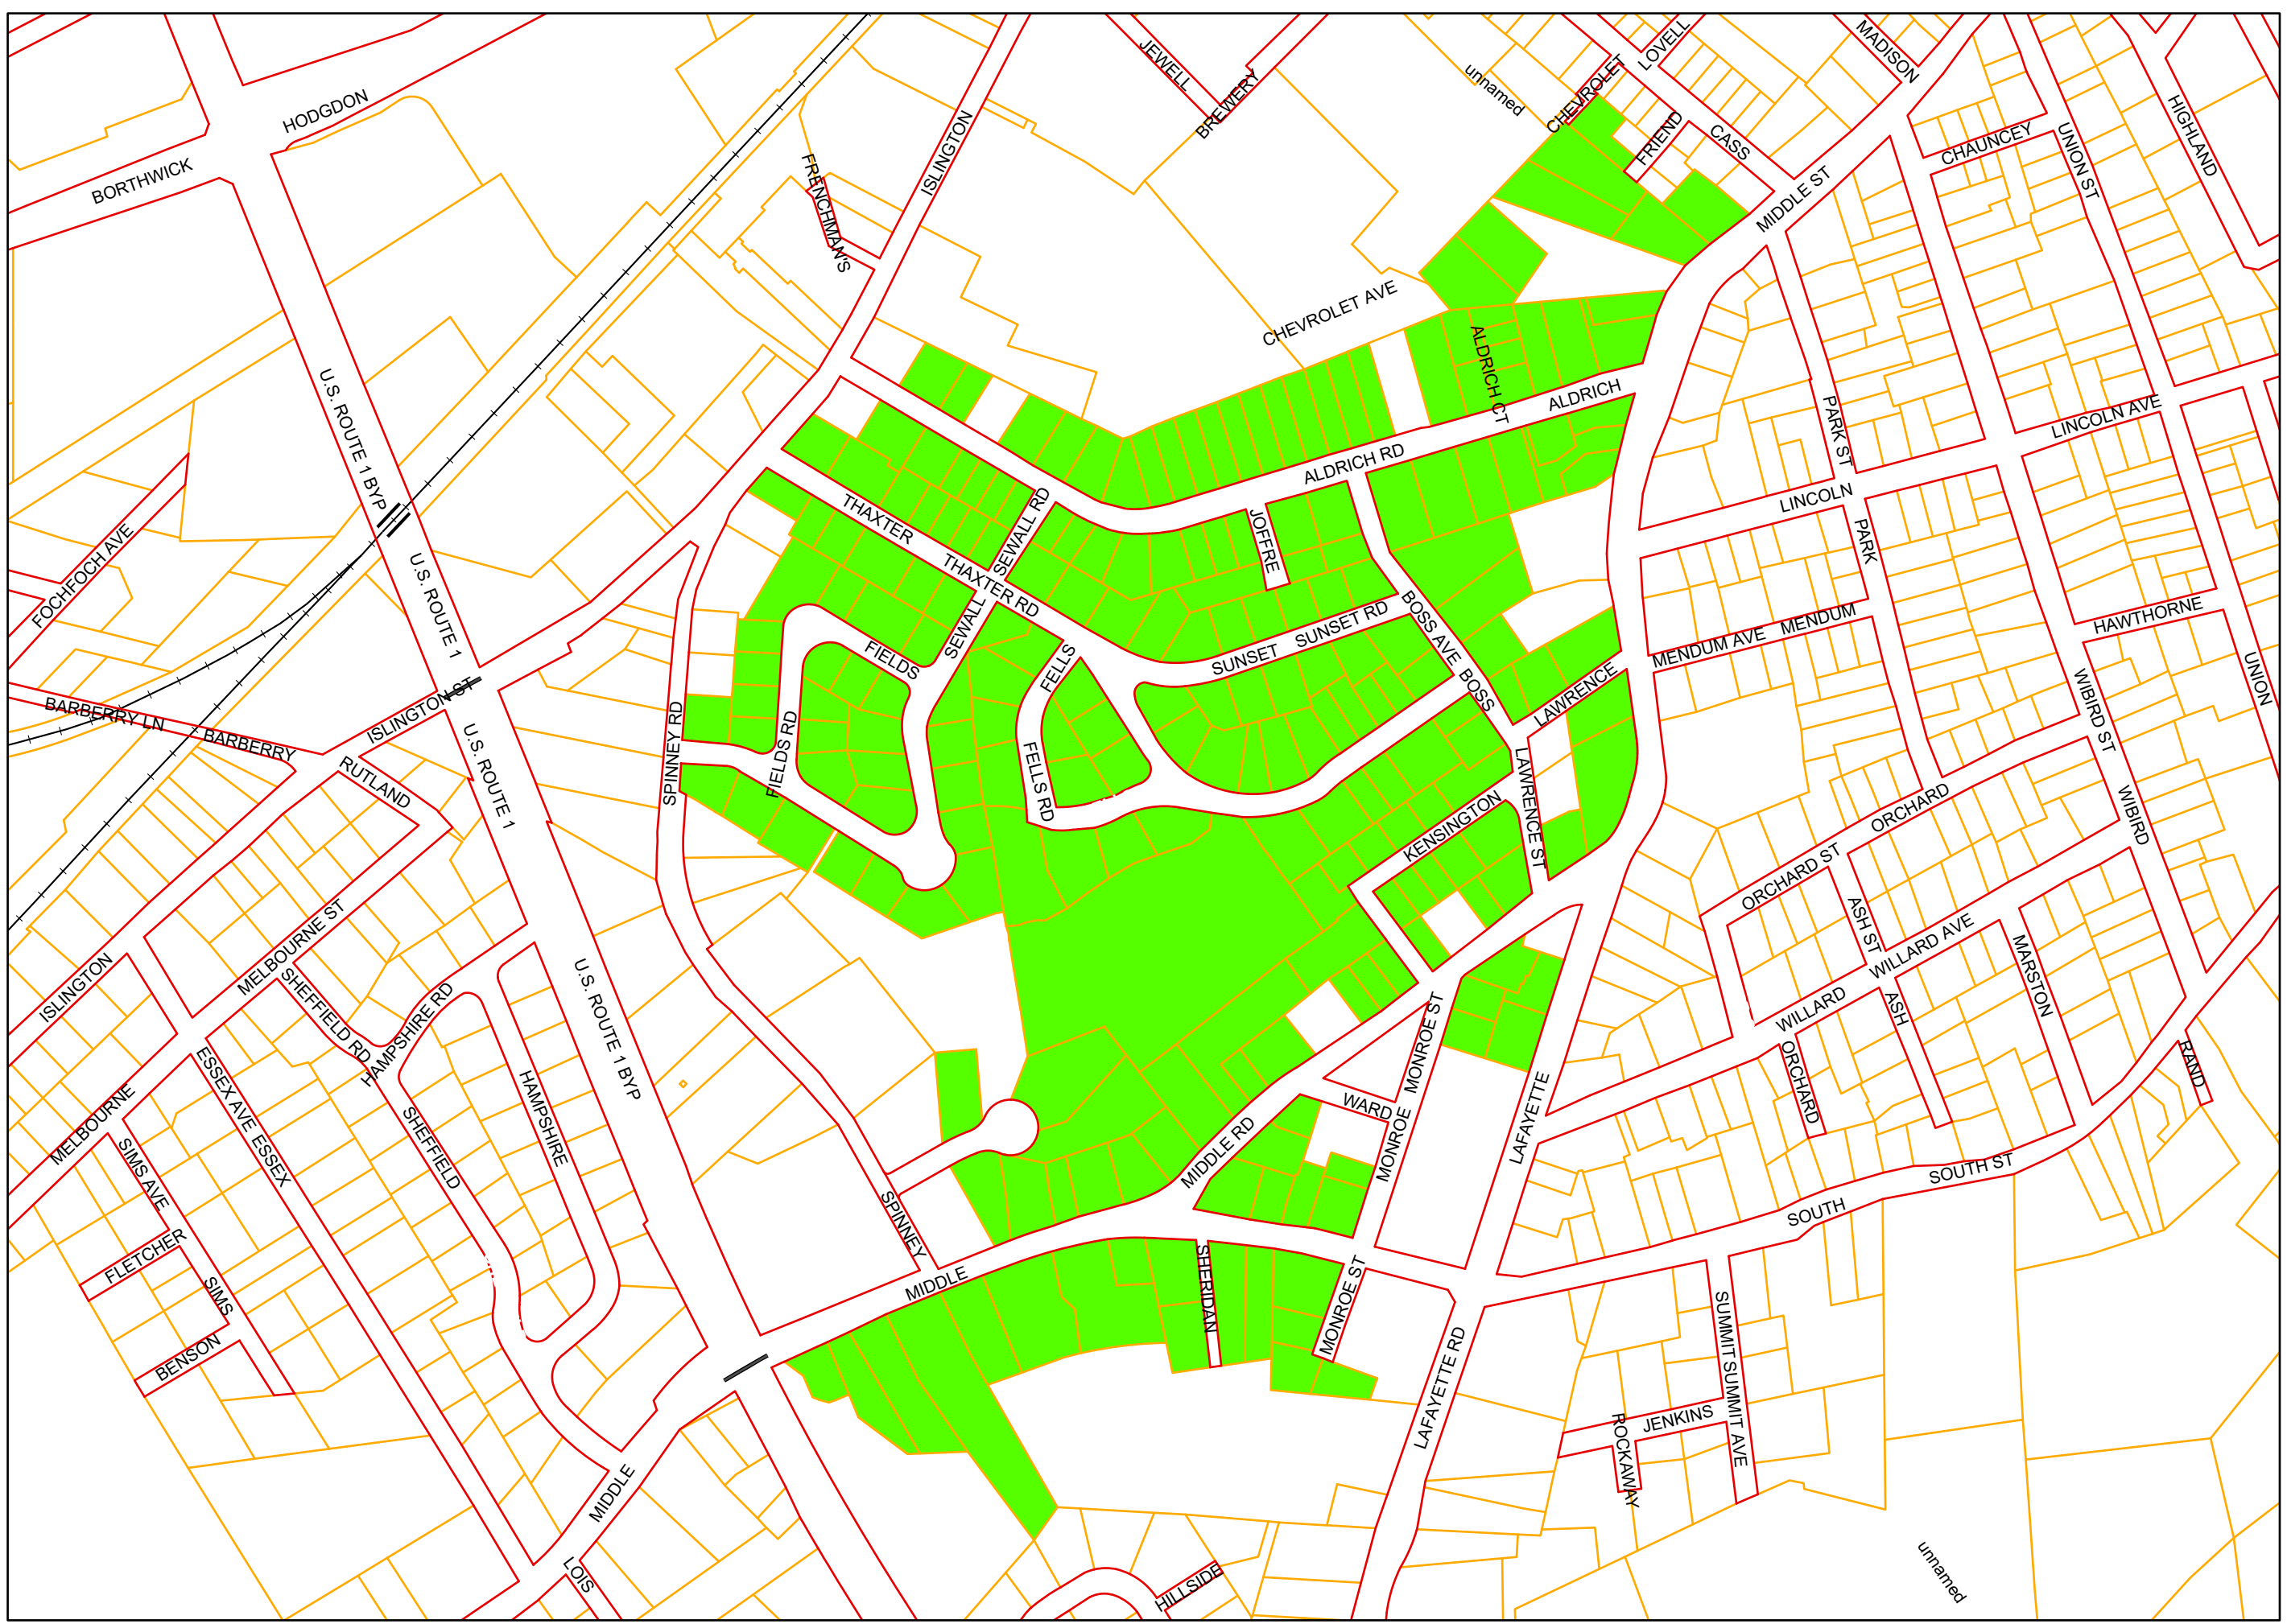 HODGDON
BORTHWICK
JEWELL
BREWERY
unnamed
CHEVROLET
LOVELL
MADISON
FRIEND
CASS
CHAUNCEY
UNION ST
HIGHLAND
FRENCHMAN'S
ISLINGTON
MIDDLE ST
CHEVROLET AVE
U.S. ROUTE 1 BYP
ALDRICH CT
ALDRICH
PARK ST
LINCOLN AVE
ALDRICH RD
LINCOLN
PARK
THAXTER
SEWALL RD
JOFFRE
FOCHFOCH AVE
U.S. ROUTE 1
THAXTER RD
SEWALL
BOSS AVE
BOSS
SUNSET
SUNSET RD
MENDUM AVE
MENDUM
HAWTHORNE
UNION
FIELDS
FELLS
LAWRENCE
WIBIRD ST
BARBERRY LN
BARBERRY
ISLINGTON ST
RUTLAND
U.S. ROUTE 1
SPINNEY RD
FIELDS RD
FELLS RD
LAWRENCE ST
KENSINGTON
ORCHARD
WIBIRD
ORCHARD ST
ASH ST
WILLARD AVE
MARSTON
MELBOURNE ST
ISLINGTON
SHEFFIELD RD
HAMPSHIRE RD
U.S. ROUTE 1 BYP
WILLARD
ASH
ORCHARD
RAND
MONROE ST
ESSEX AVE
ESSEX
HAMPSHIRE
MELBOURNE
SIMS AVE
SHEFFIELD
WARD
MONROE
MIDDLE RD
LAFAYETTE
SOUTH ST
SOUTH
SPINNEY
FLETCHER
SIMS
MIDDLE
SHERIDAN
MONROE ST
BENSON
SUMMIT
SUMMIT AVE
LAFAYETTE RD
JENKINS
ROCKAWAY
MIDDLE
LOIS
HILLSIDE
unnamed